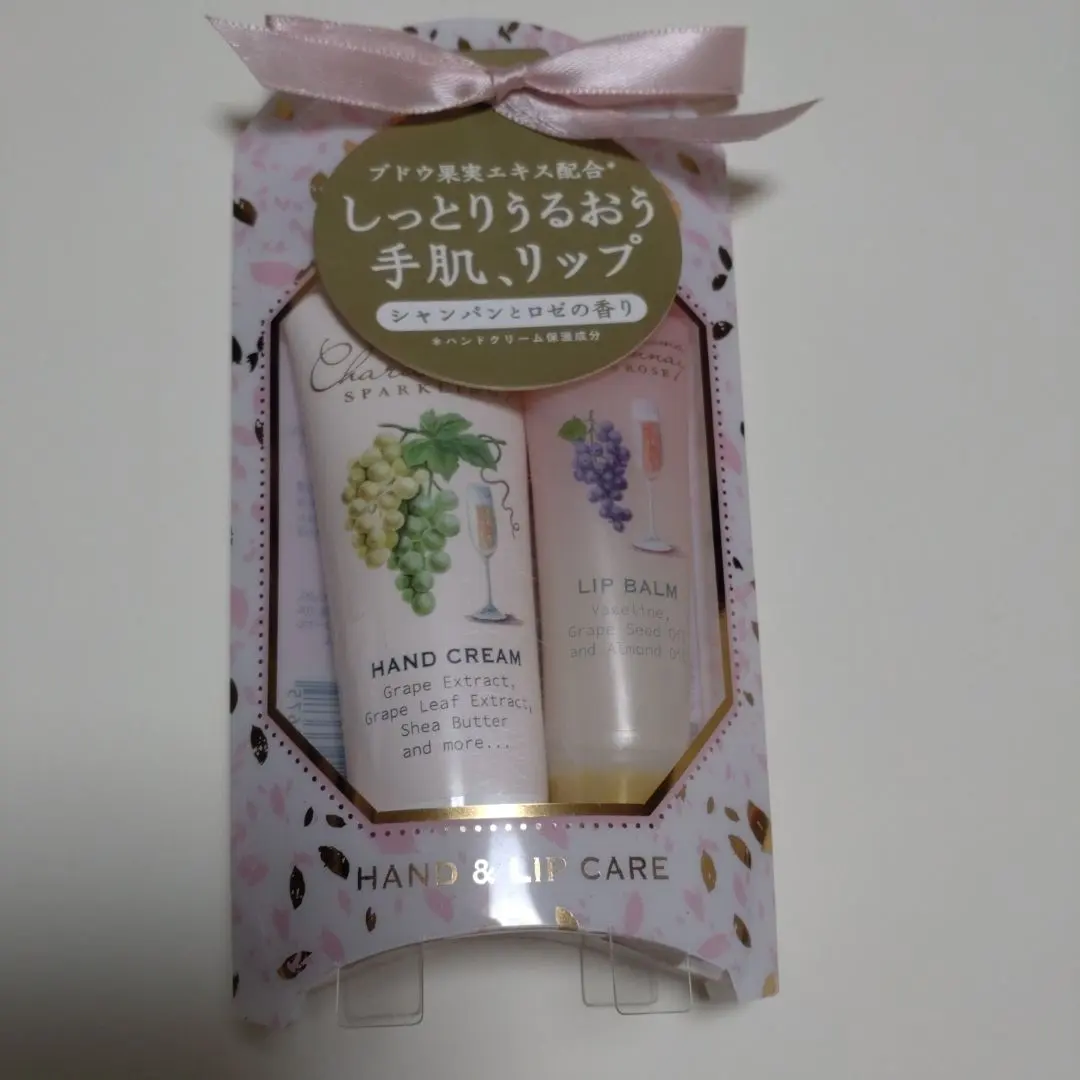 ブドウ果実エキス配合*
しっとりうるおう
手肌、リップ
シャンパンとロゼの香り
*ハンドクリーム保湿成分
HAND CREAM
Grape Extract,
Grape Leaf Extract,
Shea Butter
and more...
ROSE
LIP BALM
Vaseline,
Grape Seed
and Almond
HAND & LIP CARE